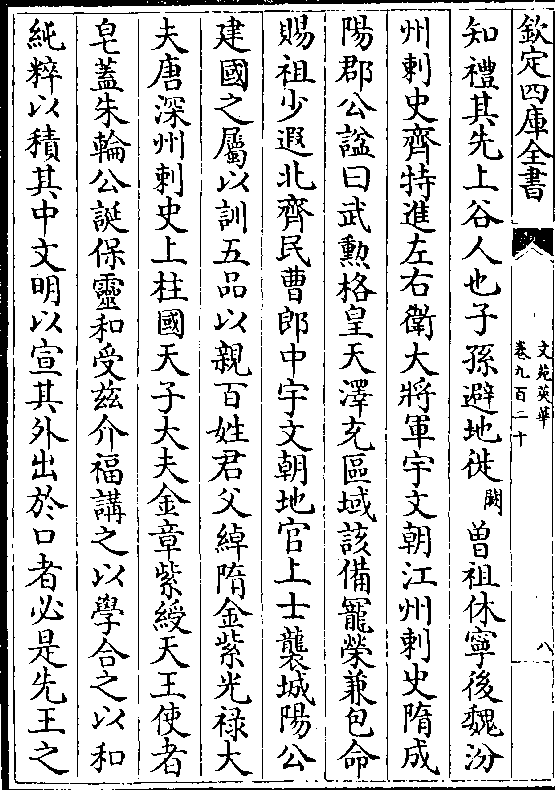 欽定四庫全書
文苑英華
卷九百二十
八
知禮其先上谷人也子孫避地徙闕曽祖休寧後魏汾
州刺史齊特進左右衛大將軍宇文朝江州刺史隋成
陽郡公諡曰武勲格皇天澤充區域該備寵榮兼包命
賜祖少遐北齊民曹郎中宇文朝地官上士襲城陽公
建國之屬以訓五品以親百姓君父綽隋金紫光禄大
夫唐深州刺史上柱國天子大夫金章紫綬天王使者
皂蓋朱輪公誕保靈和受兹介福講之以學合之以和
純粹以積其中文明以宣其外出於口者必是先王之